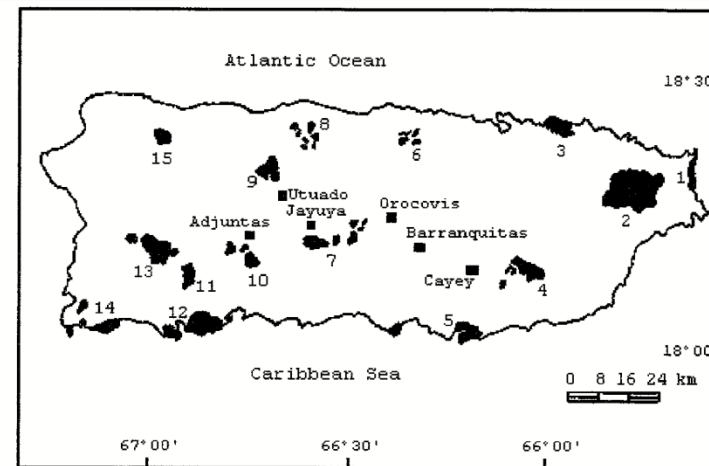 Atlantic Ocean
18°30
8
6
3
15
9
1
Utuado
2
Jayuya
Orocovis
Adjuntas
Barranquitas
13
7
11
10
Cayey
4
14
12
5
18°00
Caribbean Sea
0 8 16 24 km
67°00'
66°30'
66°00'